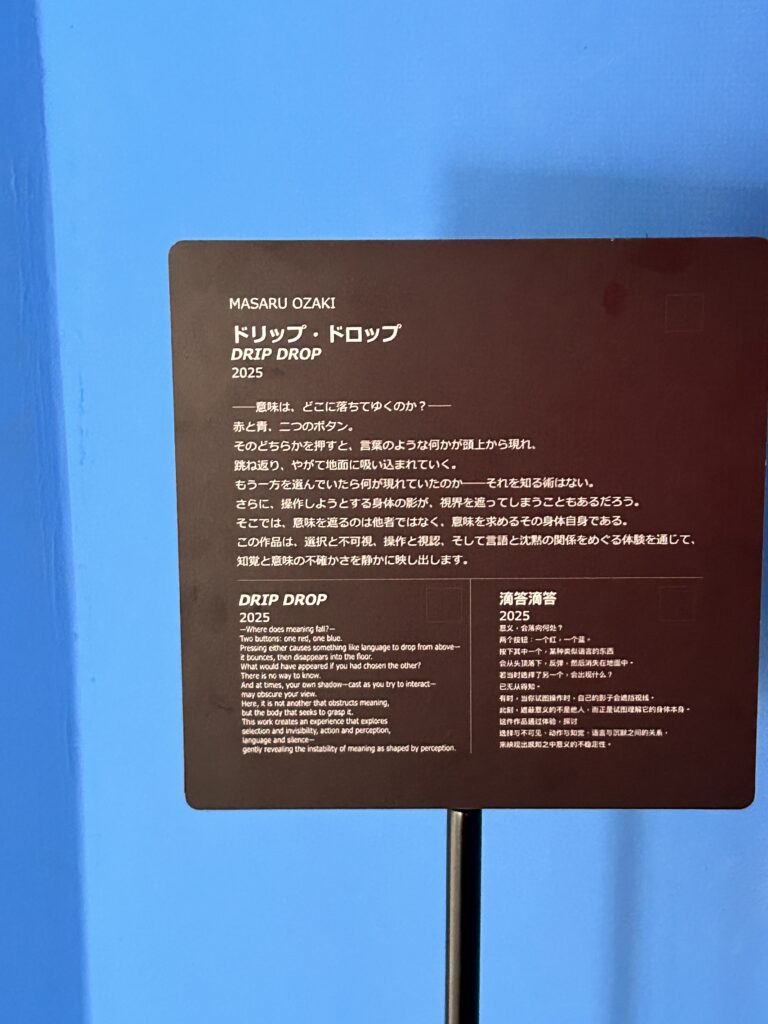 MASARU OZAKI
ドリップ・ドロップ
DRIP DROP
2025
──意味は、どこに落ちてゆくのか？──
赤と青、二つのボタン。
そのどちらかを押すと、言葉のような何かが頭上から現れ、
跳ね返り、やがて地面に吸い込まれていく。
もう一方を選んでいたら何が現れていたのか──それを知る術はない。
さらに、操作しようとする身体の影が、視界を遮ってしまうこともあるだろう。
そこでは、意味を遮るのは他者ではなく、意味を求めるその身体自身である。
この作品は、選択と不可視、操作と視認、そして言語と沈黙の関係をめぐる体験を通じて、
知覚と意味の不確かさを静かに映し出します。
DRIP DROP
2025
—Where does meaning fall?—
Two buttons: one red, one blue.
Pressing either causes something like language to drop from above—
it bounces, then disappears into the floor.
What would have appeared if you had chosen the other?
There is no way to know.
And at times, your own shadow—cast as you try to interact—
may obscure your view.
Here, it is not another that obstructs meaning,
but the body that seeks to grasp it.
This work creates an experience that explores
selection and invisibility, action and perception,
language and silence—
gently revealing the instability of meaning as shaped by perception.
滴答滴答
2025
意义，会落向何处？
两个按钮：一个红，一个蓝。
按下其中一个，某种类似语言的东西
会从头顶落下，反弹，然后消失在地面中。
若当时选择了另一个，会出现什么？
已无从得知。
有时，当你试图操作时，自己的影子会遮挡视线，
此刻，遮蔽意义的不是他人，而正是试图理解它的身体本身。
这件作品通过体验，探讨
选择与不可见，动作与知觉，语言与沉默之间的关系，
来映现出感知之中意义的不稳定性。